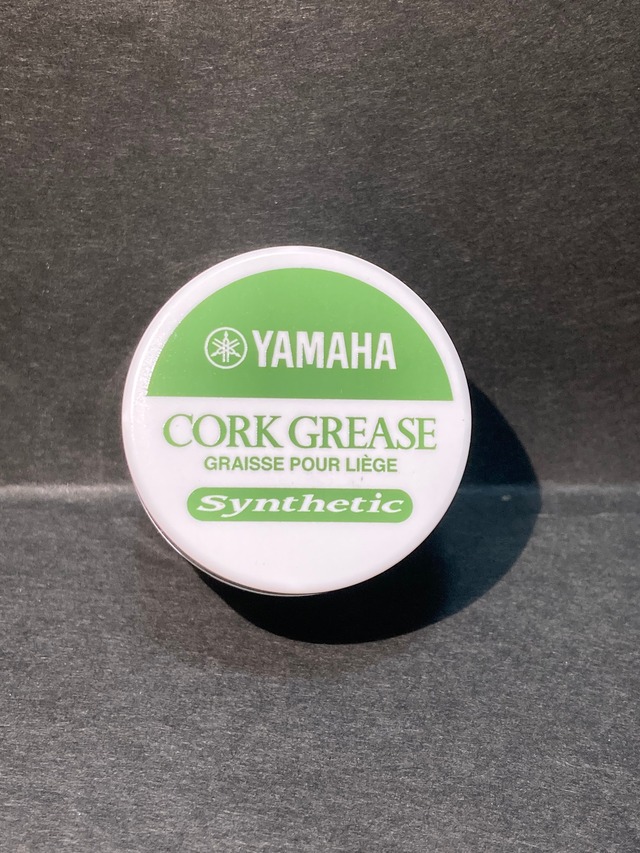 YAMAHA
CORK GREASE
GRAISSE POUR LIÈGE
Synthetic